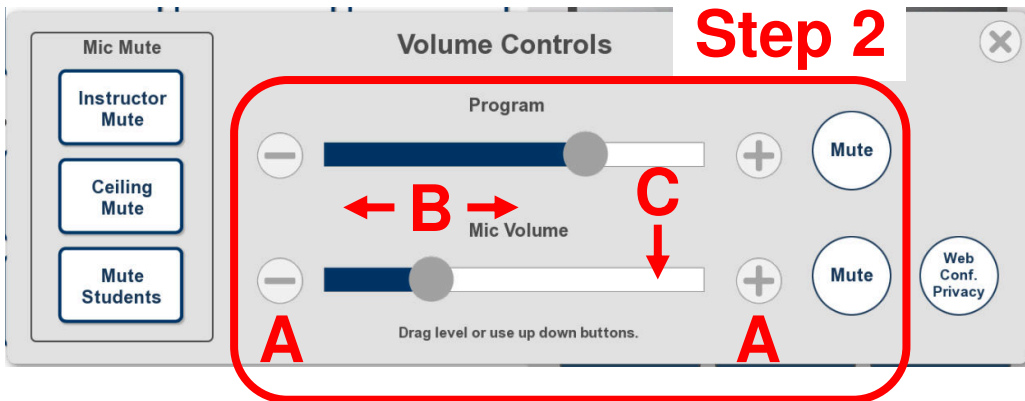 Step 2
Mic Mute
Volume Controls
Instructor
Mute
Program
Mute
Ceiling
Mute
B
C
Mic Volume
Mute
Students
Mute
Web
Conf.
Privacy
A
Drag level or use up down buttons.
A